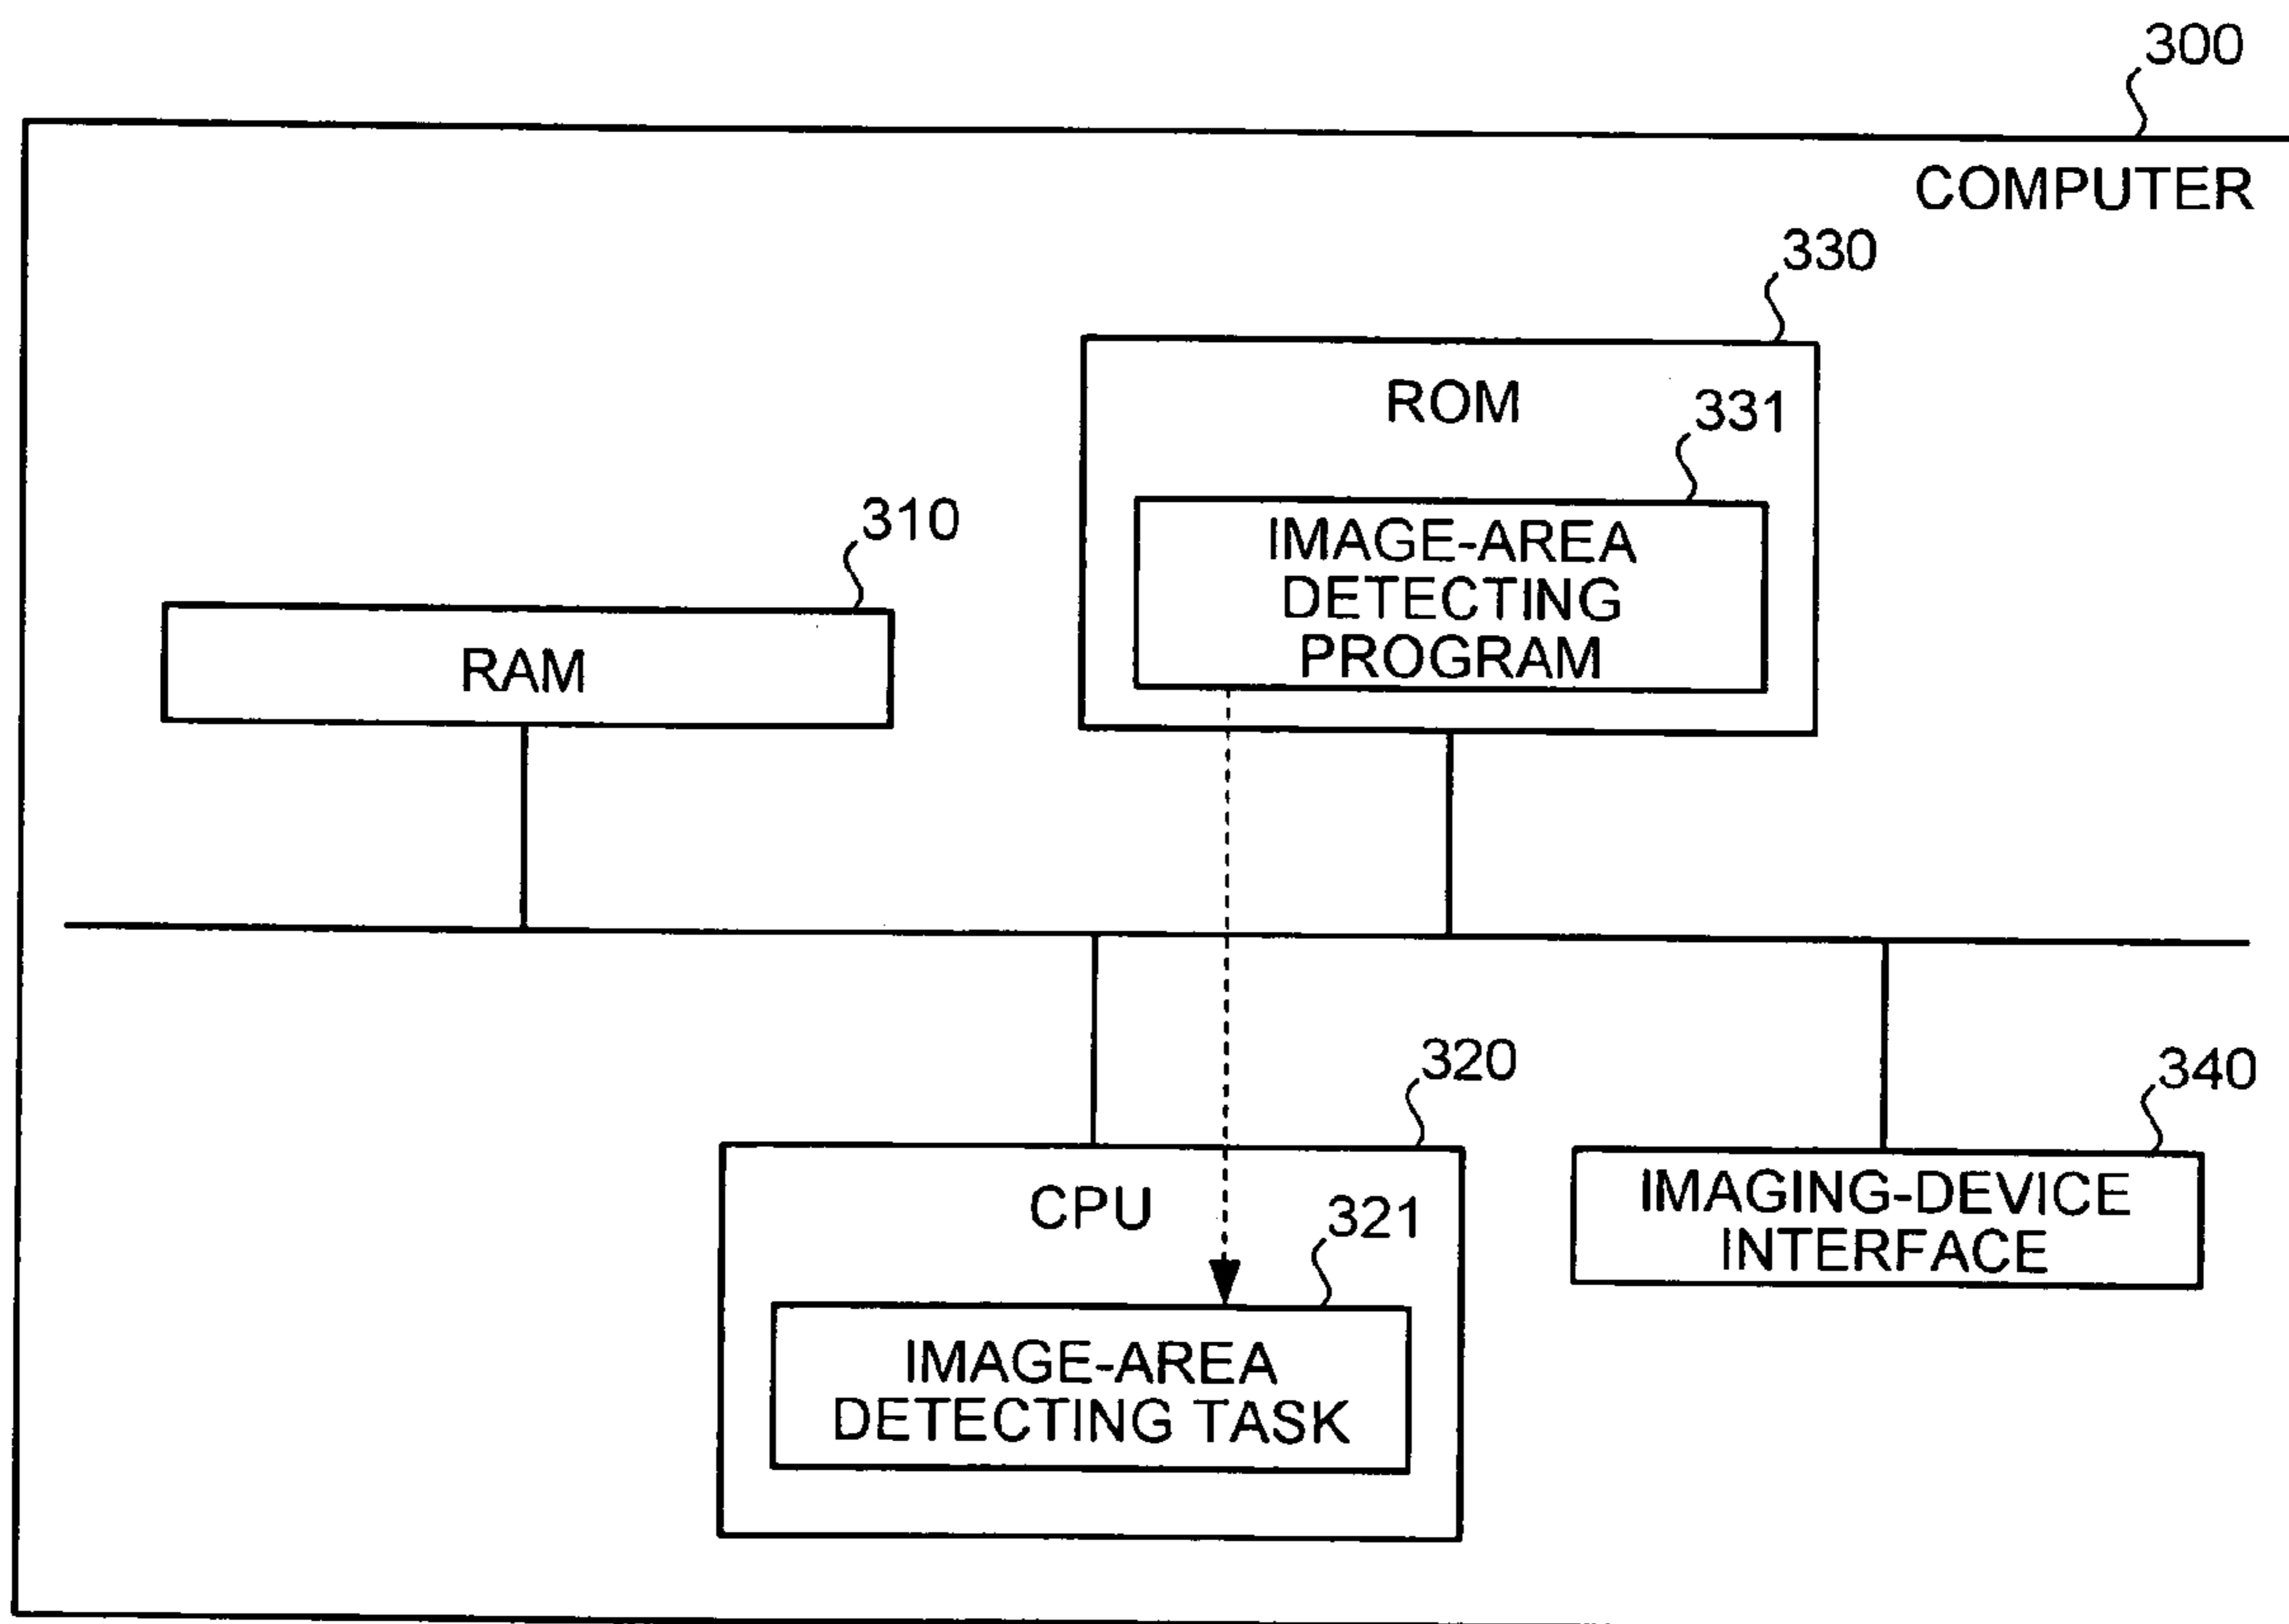 300
COMPUTER
330
ROM
331
IMAGE-AREA
DETECTING
PROGRAM
310
RAM
320
CPU
321
IMAGE-AREA
DETECTING TASK
340
IMAGING-DEVICE
INTERFACE